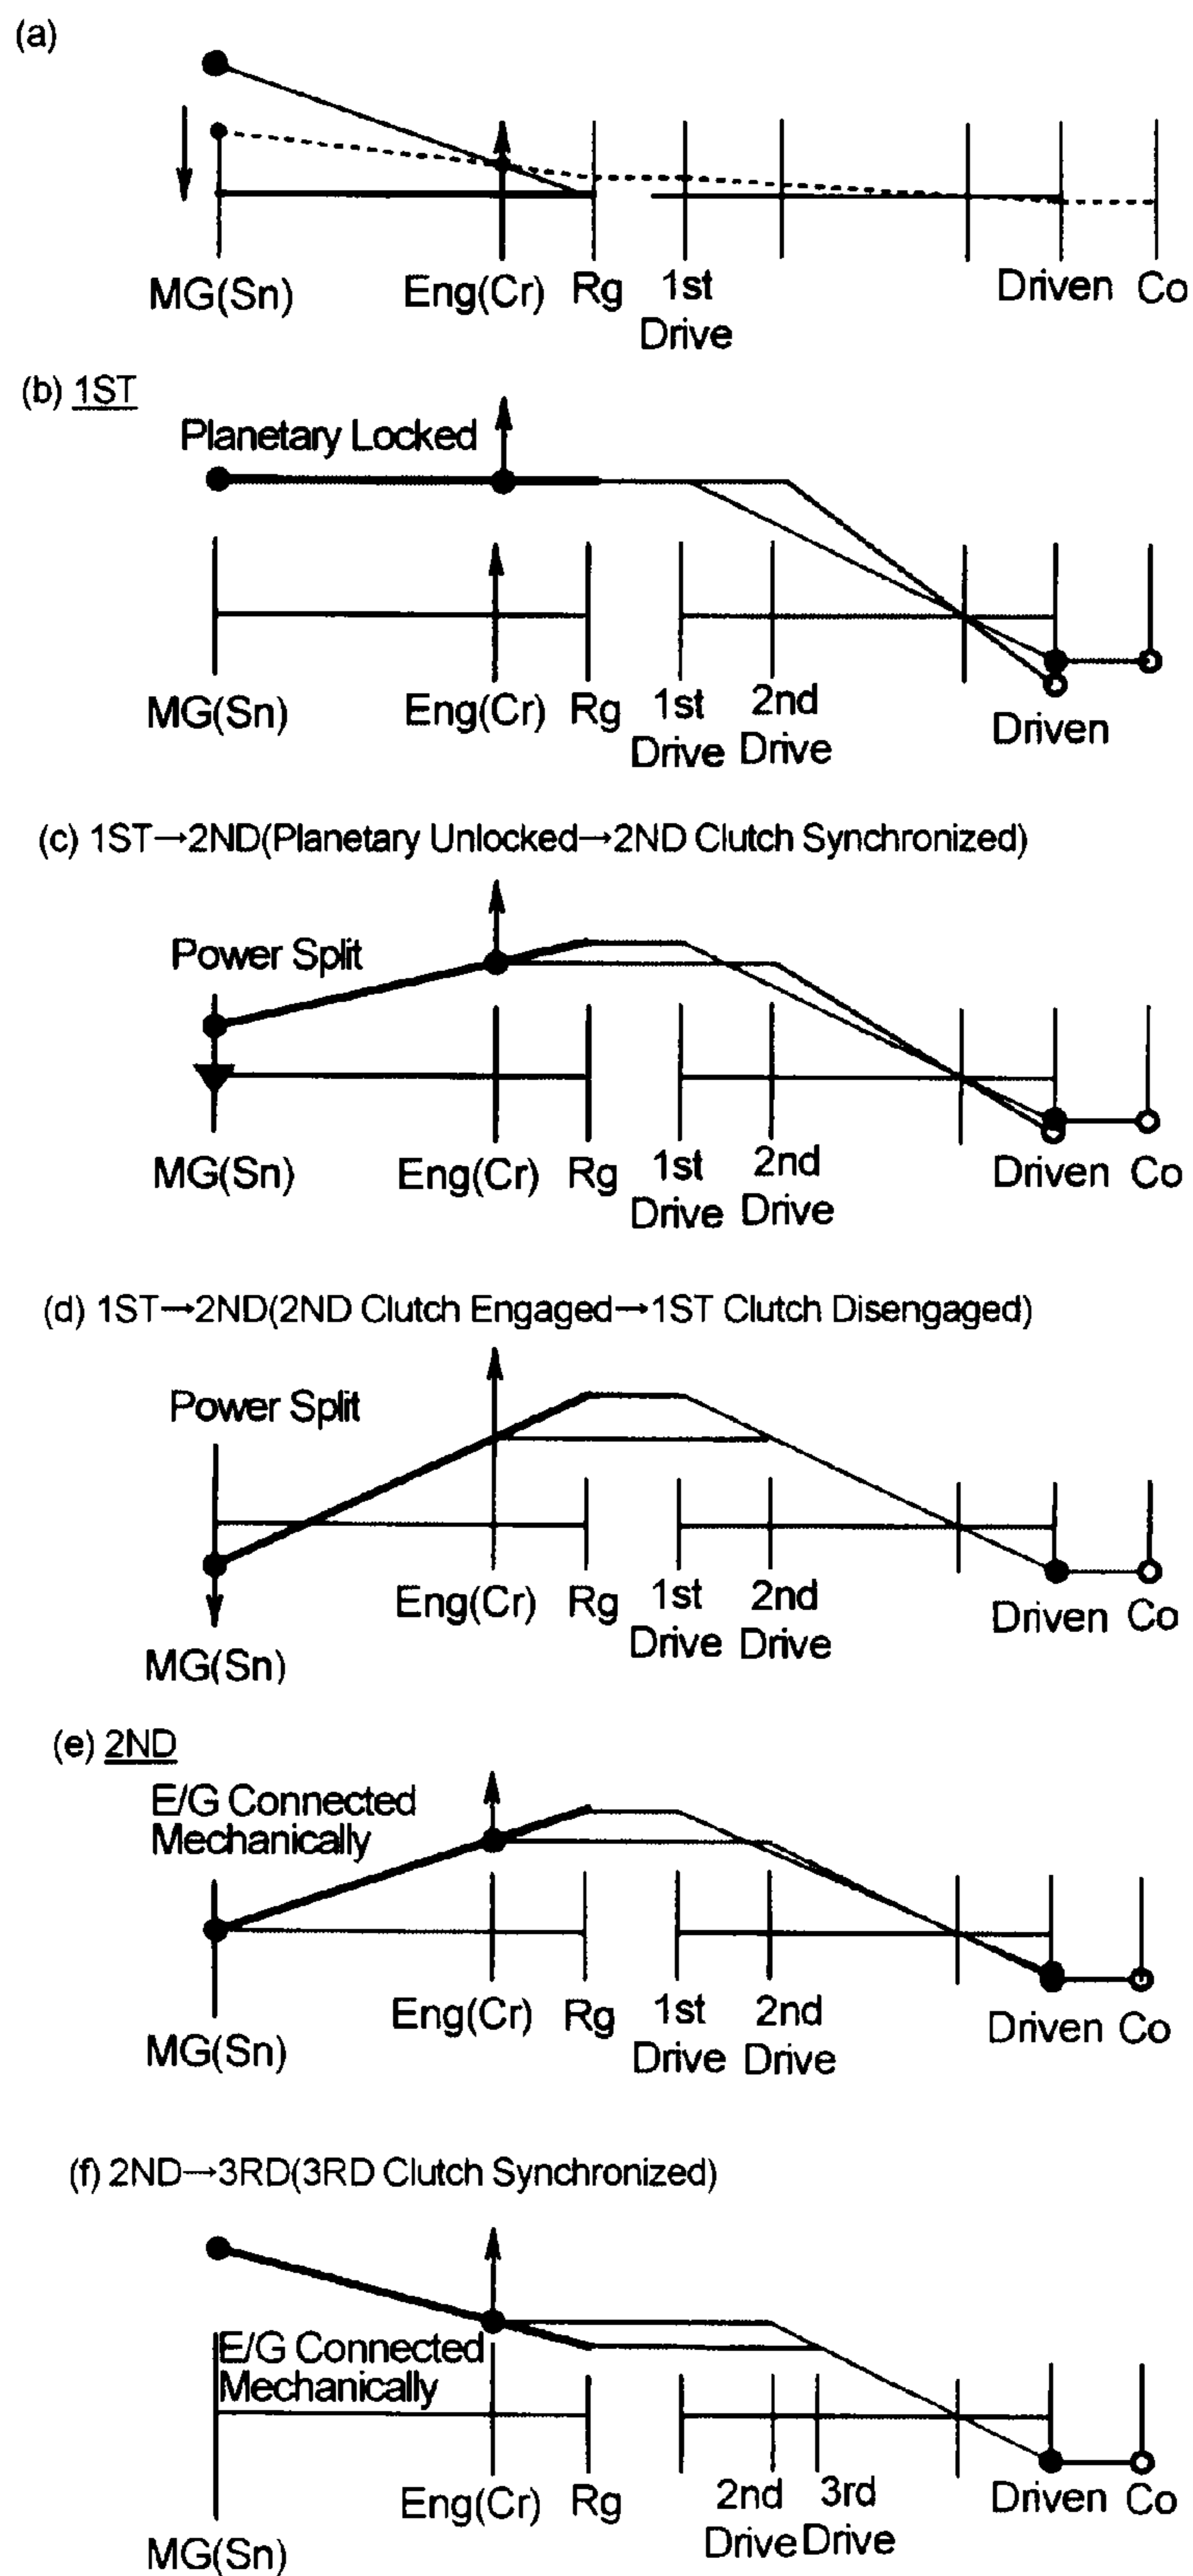 (a)
MG(Sn) Eng(Cr) Rg 1st Driven Co
Drive
(b) 1ST
Planetary Locked
MG(Sn) Eng(Cr) Rg 1st 2nd Driven
Drive Drive
(c) 1ST→2ND(Planetary Unlocked→2ND Clutch Synchronized)
Power Split
MG(Sn) Eng(Cr) Rg 1st 2nd Driven Co
Drive Drive
(d) 1ST→2ND(2ND Clutch Engaged→1ST Clutch Disengaged)
Power Split
Eng(Cr) Rg 1st 2nd Driven Co
Drive Drive
MG(Sn)
(e) 2ND
E/G Connected
Mechanically
Eng(Cr) Rg 1st 2nd Driven Co
Drive Drive
MG(Sn)
(f) 2ND→3RD(3RD Clutch Synchronized)
E/G Connected
Mechanically
Eng(Cr) Rg 2nd 3rd Driven Co
Drive Drive
MG(Sn)